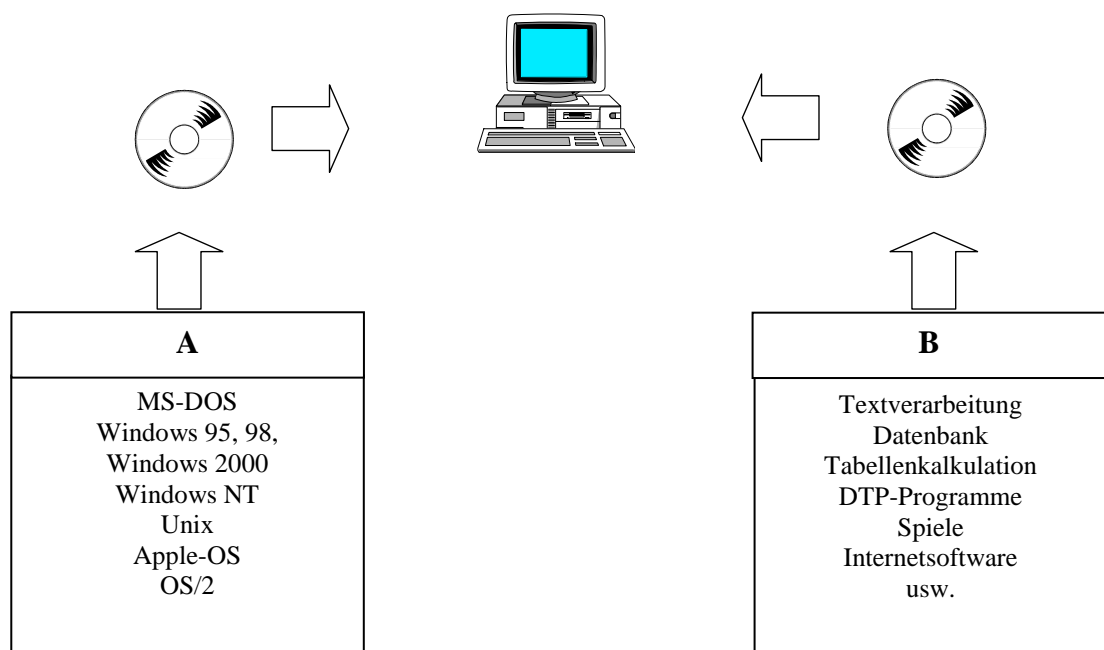 A
MS-DOS
Windows 95, 98,
Windows 2000
Windows NT
Unix
Apple-OS
OS/2
B
Textverarbeitung
Datenbank
Tabellenkalkulation
DTP-Programme
Spiele
Internetsoftware
usw.